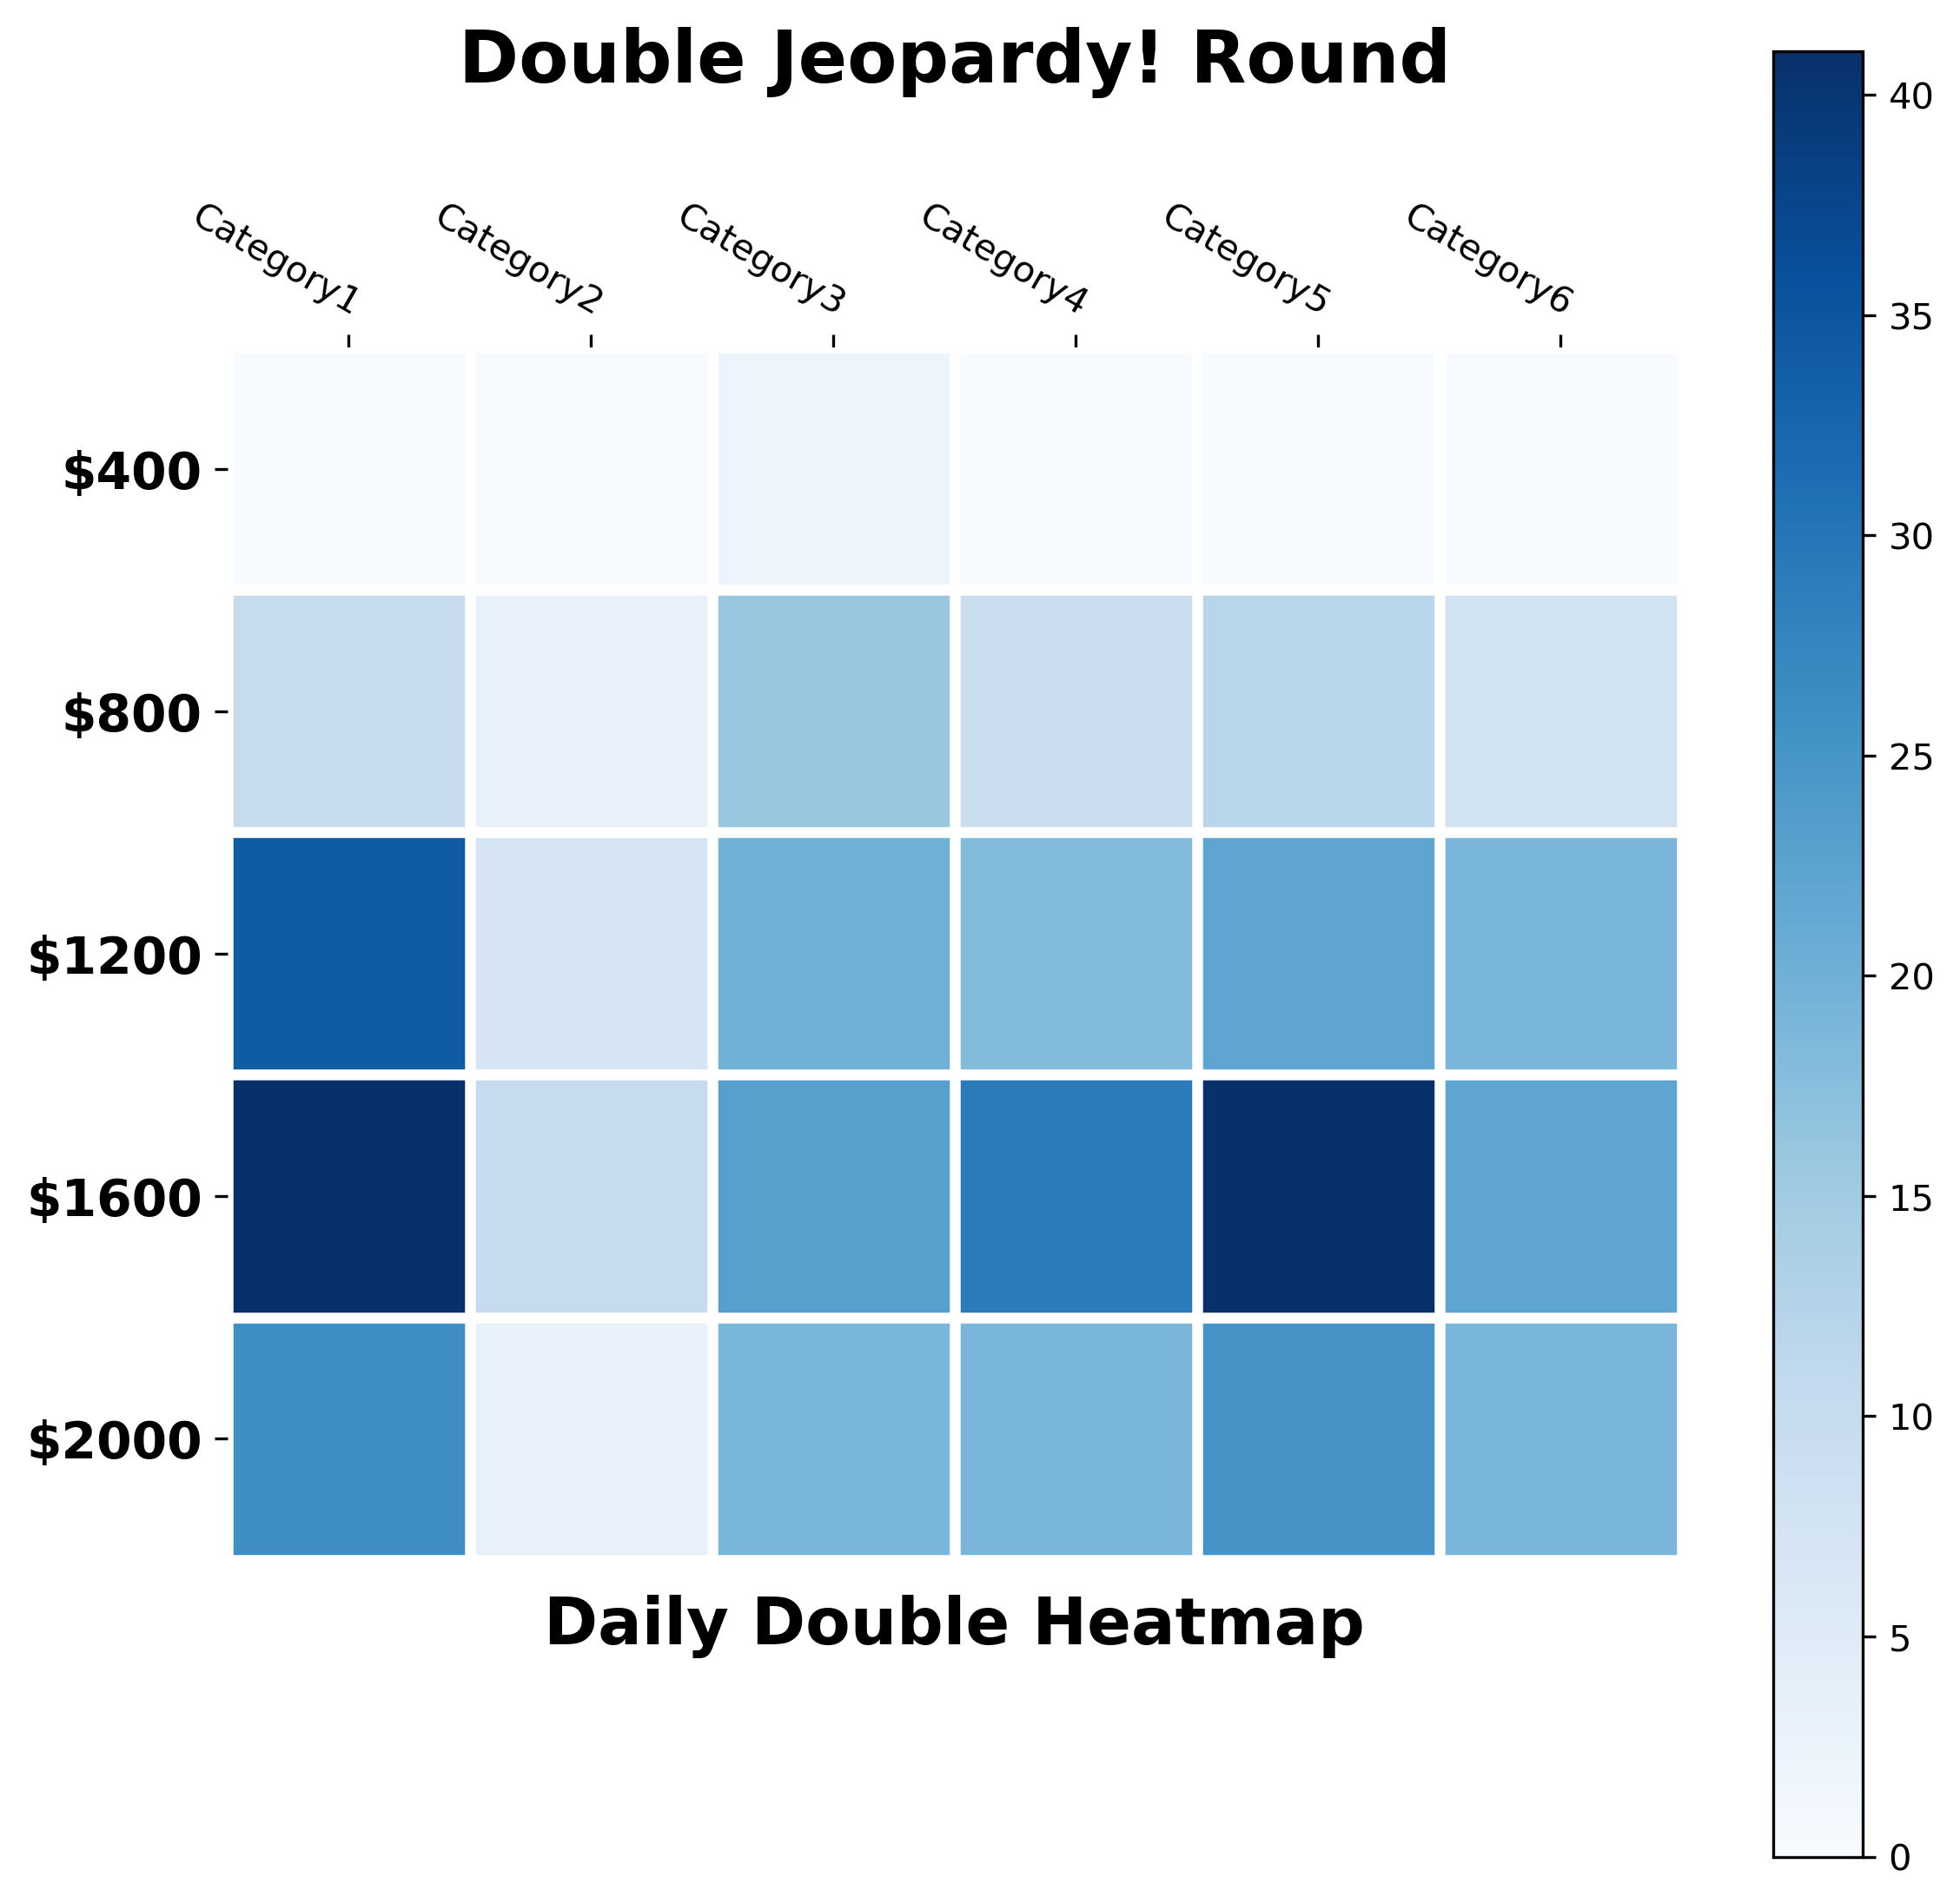 Double Jeopardy! Round
Category1
Category2
Category3
Category4
Category5
Category6
$400
$800
$1200
$1600
$2000
Daily Double Heatmap
40
35
30
25
20
15
10
5
0